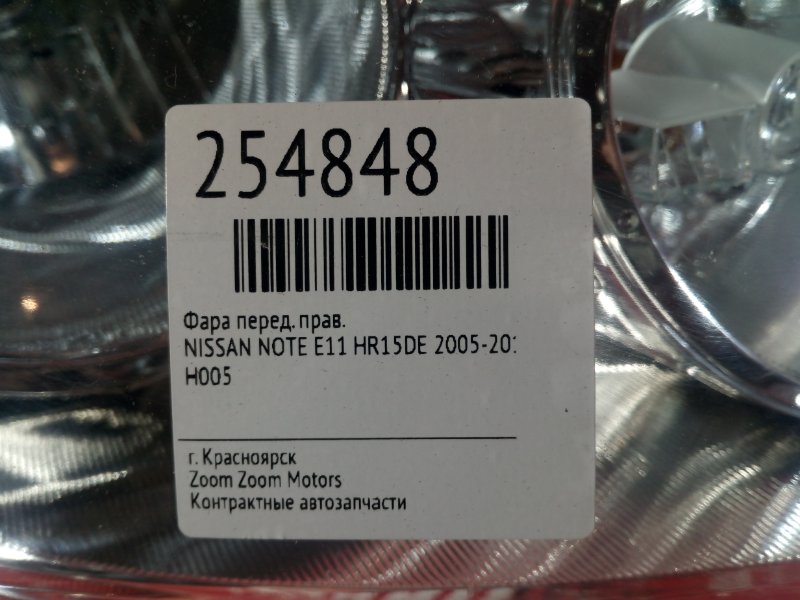 254848
Фара перед. прав.
NISSAN NOTE E11 HR15DE 2005-20
H005
г. Красноярск
Zoom Zoom Motors
Контрактные автозапчасти